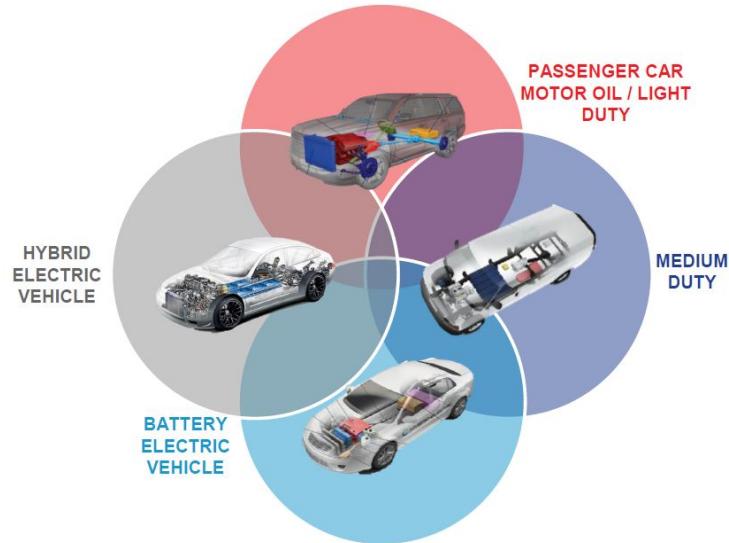 PASSENGER CAR
MOTOR OIL / LIGHT
DUTY
HYBRID
ELECTRIC
VEHICLE
MEDIUM
DUTY
BATTERY
ELECTRIC
VEHICLE